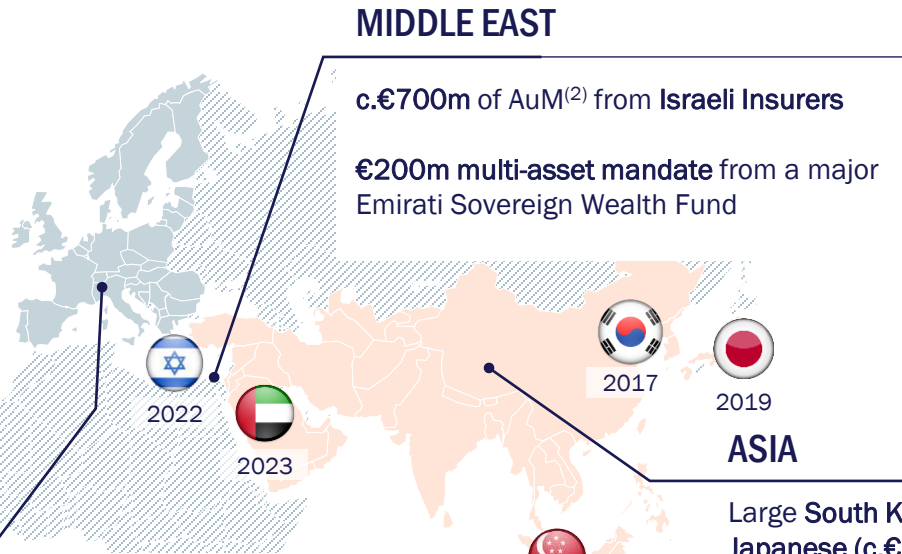 MIDDLE EAST
c.€700m of AuM(2) from Israeli Insurers
€200m multi-asset mandate from a major
Emirati Sovereign Wealth Fund
2022
2023
2017
2019
ASIA
Large South K
Japanese (c.€